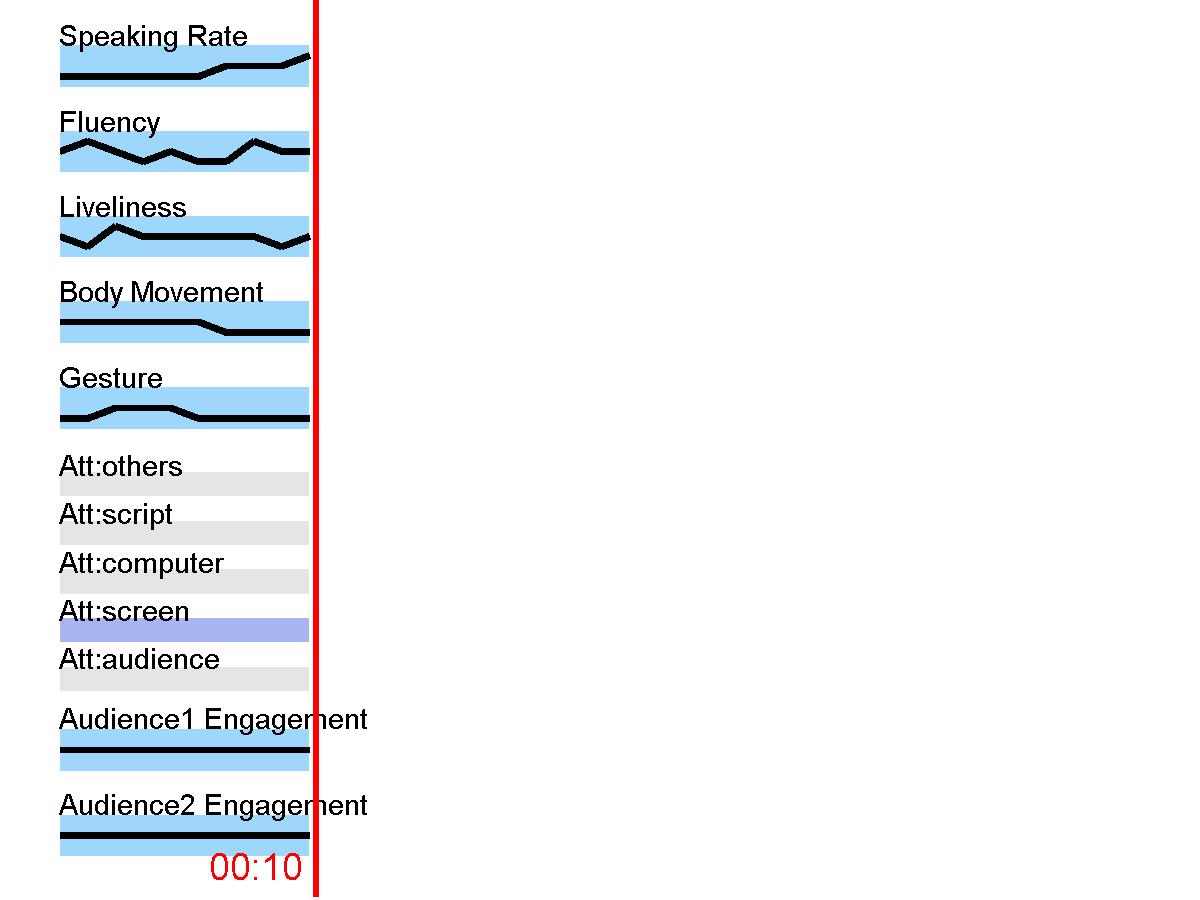 Speaking Rate
Fluency
Liveliness
Body Movement
Gesture
Att:others
Att:script
Att:computer
Att:screen
Att:audience
Audience1 Engagement
Audience2 Engagement
00:10